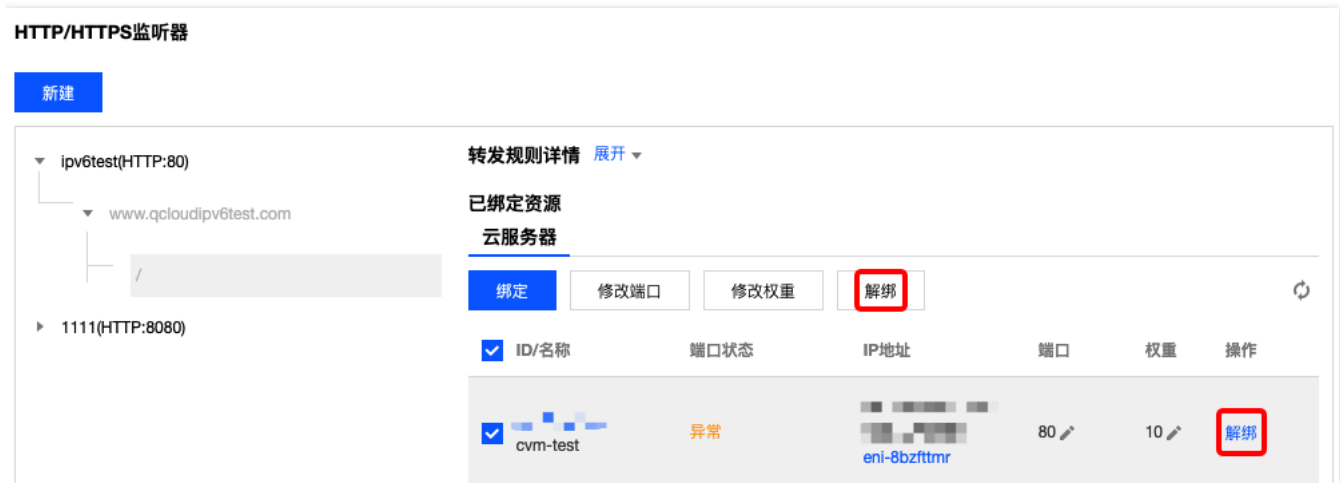 HTTP/HTTPS监听器
新建
ipv6test(HTTP:80)
www.qcloudipv6test.com
/
1111(HTTP:8080)
转发规则详情 展开
已绑定资源
云服务器
绑定 修改端口 修改权重 解绑
ID/名称 端口状态 IP地址 端口 权重 操作
cvm-test 异常 eni-8bzfttmr 80 10 解绑